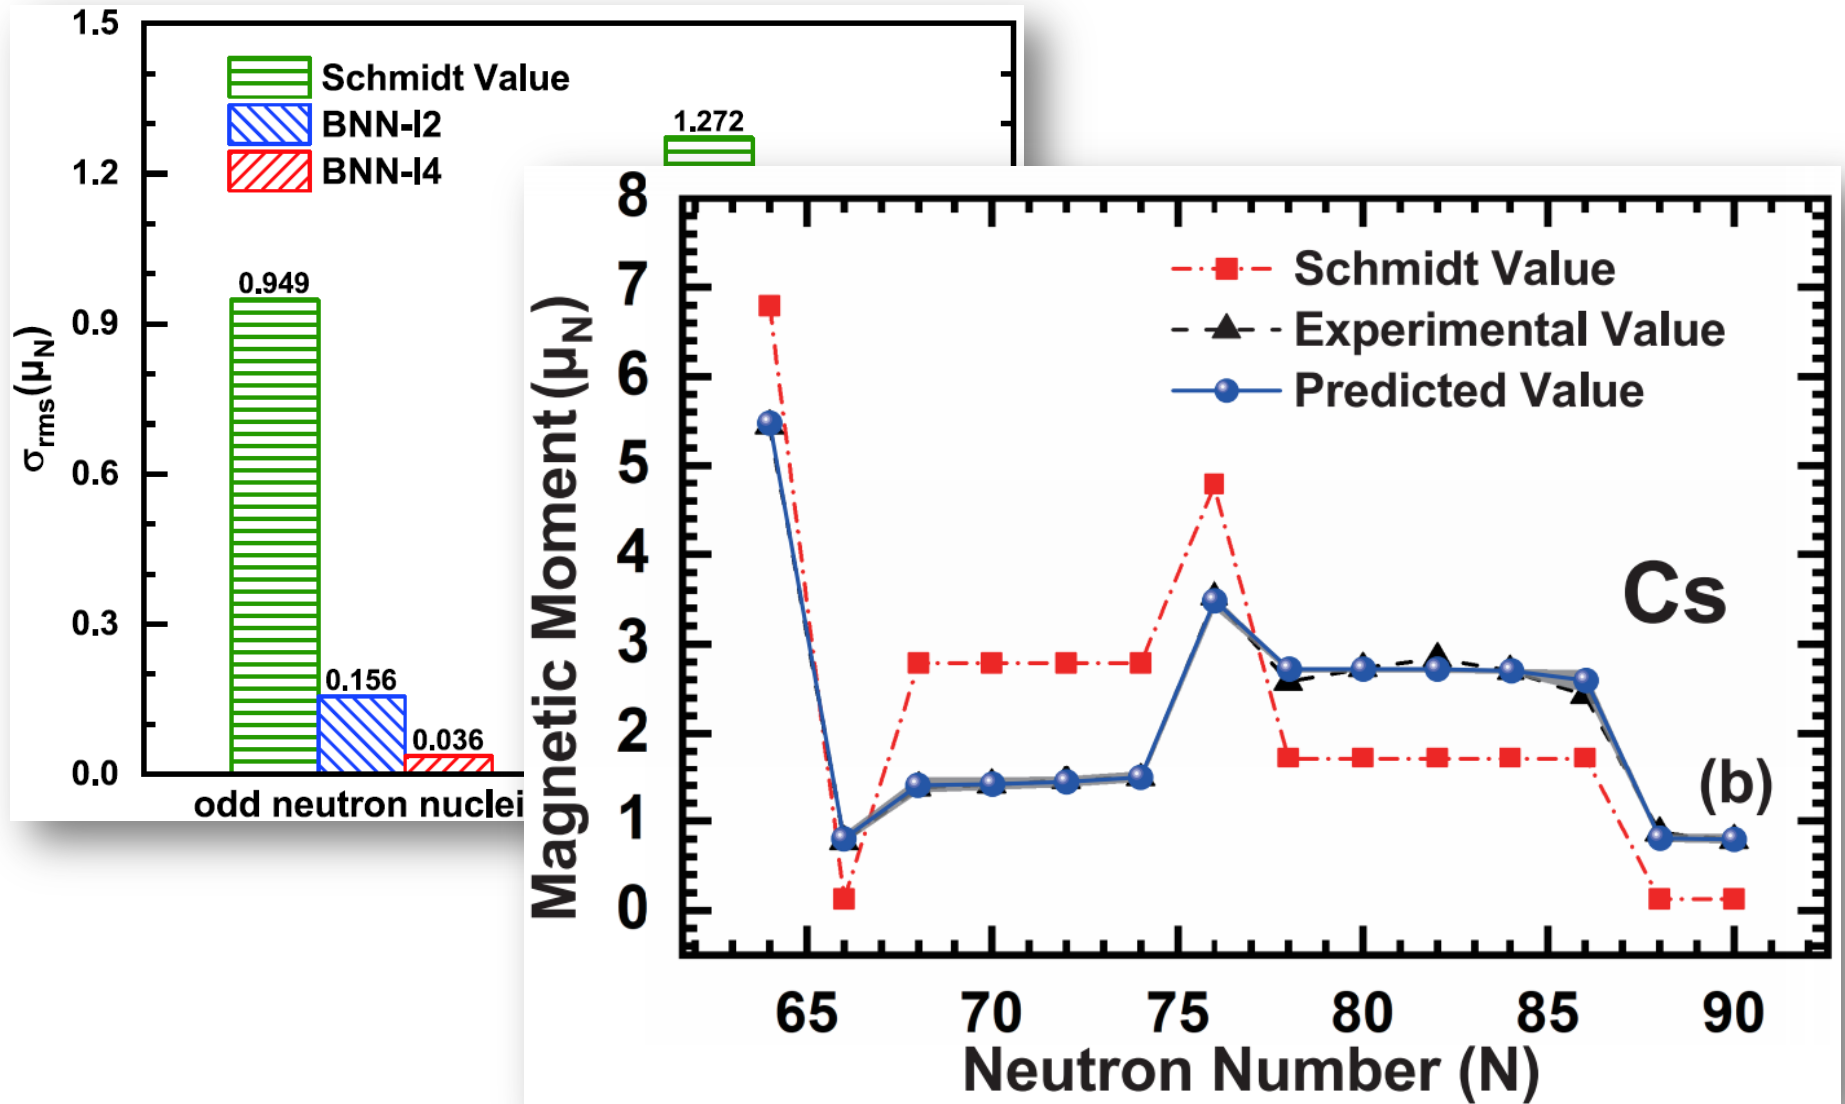 1.5
1.2
0.9
0.6
0.3
0.0
σrms(μN)
Schmidt Value
BNN-I2
BNN-I4
0.949
0.156
0.036
1.272
odd neutron nuclei
8
7
6
5
4
3
2
1
0
Magnetic Moment(μN)
Schmidt Value
Experimental Value
Predicted Value
Cs
(b)
65 70 75 80 85 90
Neutron Number (N)